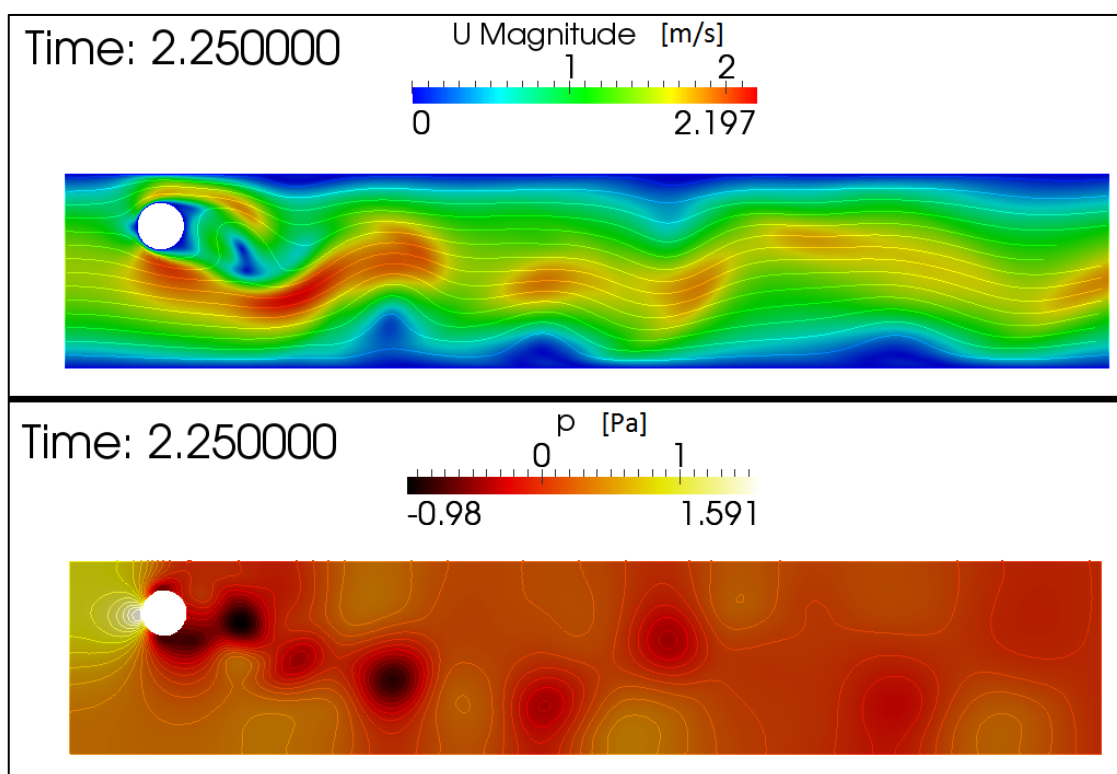 Time: 2.250000
U Magnitude [m/s]
1 2
0 2.197
Time: 2.250000
p [Pa]
0 1
-0.98 1.591